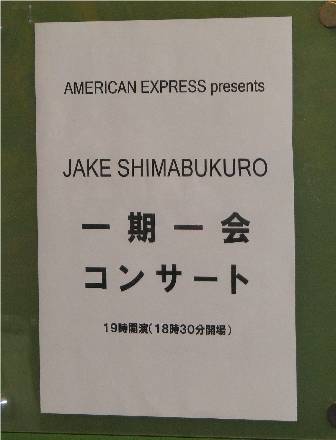 AMERICAN EXPRESS presents
JAKE SHIMABUKURO
一期一会
コンサート
19時開演(18時30分開場)